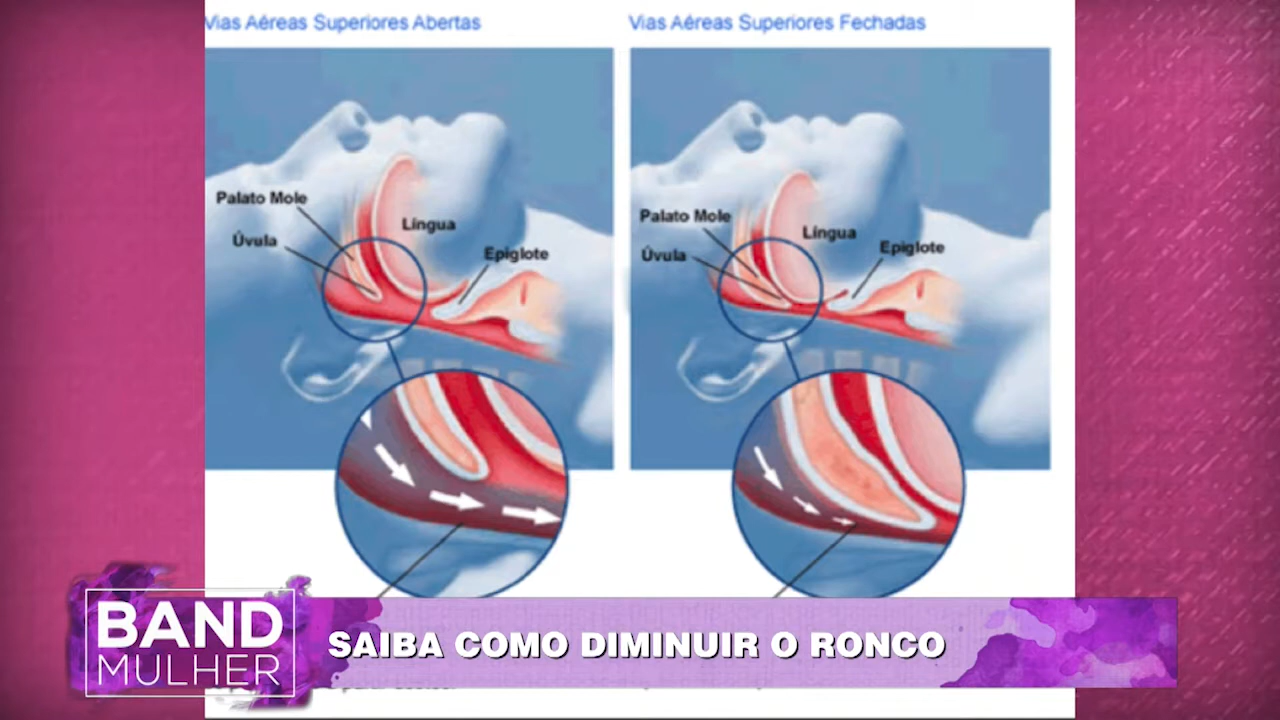 Vias Aéreas Superiores Abertas
Vias Aéreas Superiores Fechadas
Palato Mole
Úvula
Língua
Epiglote
Palato Mole
Úvula
Língua
Epiglote
BAND
MULHER
SAIBA COMO DIMINUIR O RONCO